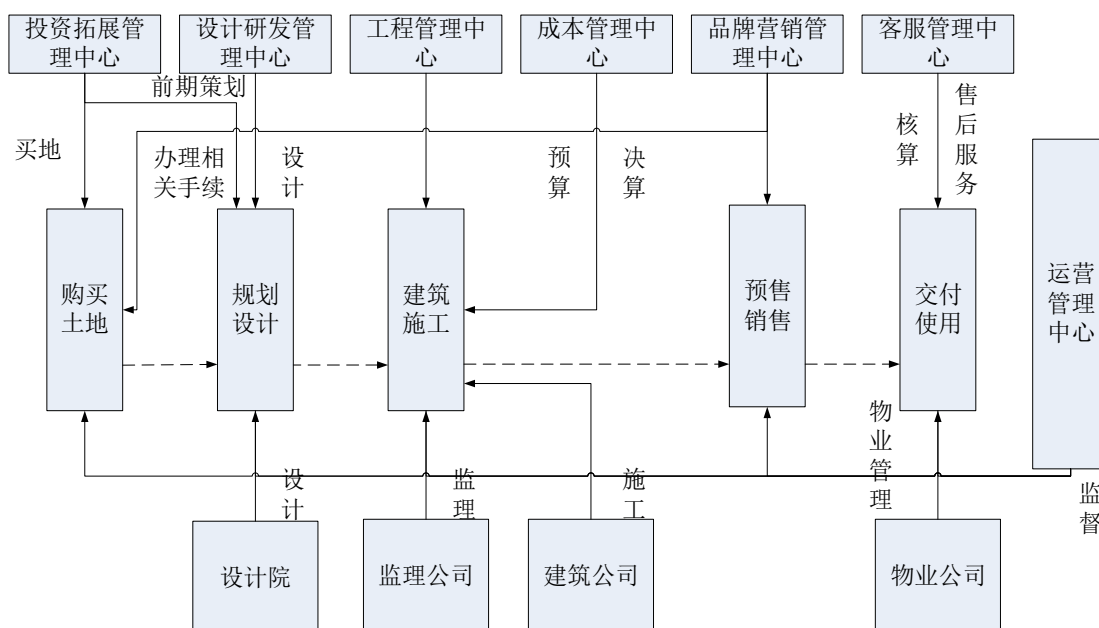 投资拓展管
理中心
设计研发管
理中心
工程管理中
心
成本管理中
心
品牌营销管
理中心
客服管理中
心
前期策划
买地
办理相
关手续
设
计
预
算
决
算
核
算
售
后
服
务
购买
土地
规划
设计
建筑
施工
预售
销售
交付
使用
运营
管理
中心
设
计
监
理
施
工
物
业
管
理
监
督
设计院
监理公司
建筑公司
物业公司